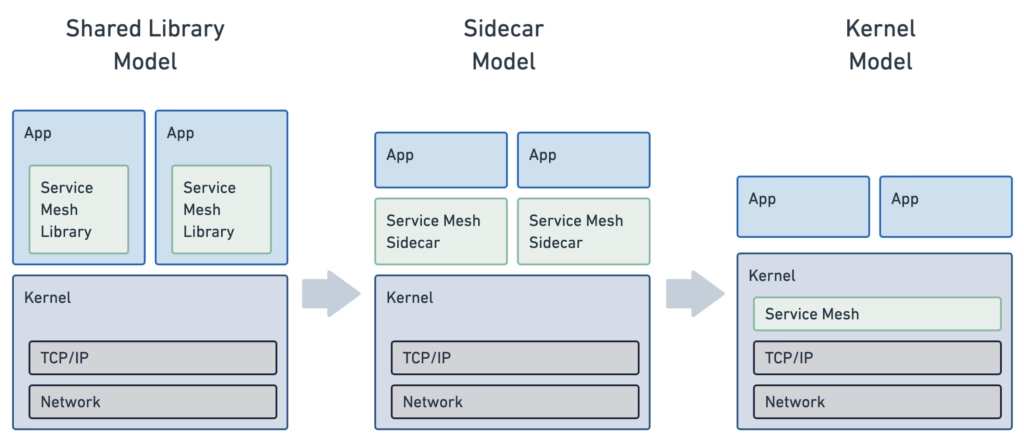 Shared Library
Model
App
Service
Mesh
Library
App
Service
Mesh
Library
Kernel
TCP/IP
Network
Sidecar
Model
App
App
Service Mesh
Sidecar
Service Mesh
Sidecar
Kernel
TCP/IP
Network
Kernel
Model
App
App
Kernel
Service Mesh
TCP/IP
Network